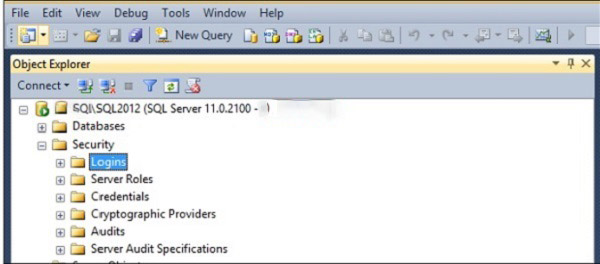 File Edit View Debug Tools Window Help
New Query
Object Explorer
Connect
SQl\SQL2012 (SQL Server 11.0.2100 - )
Databases
Security
Logins
Server Roles
Credentials
Cryptographic Providers
Audits
Server Audit Specifications